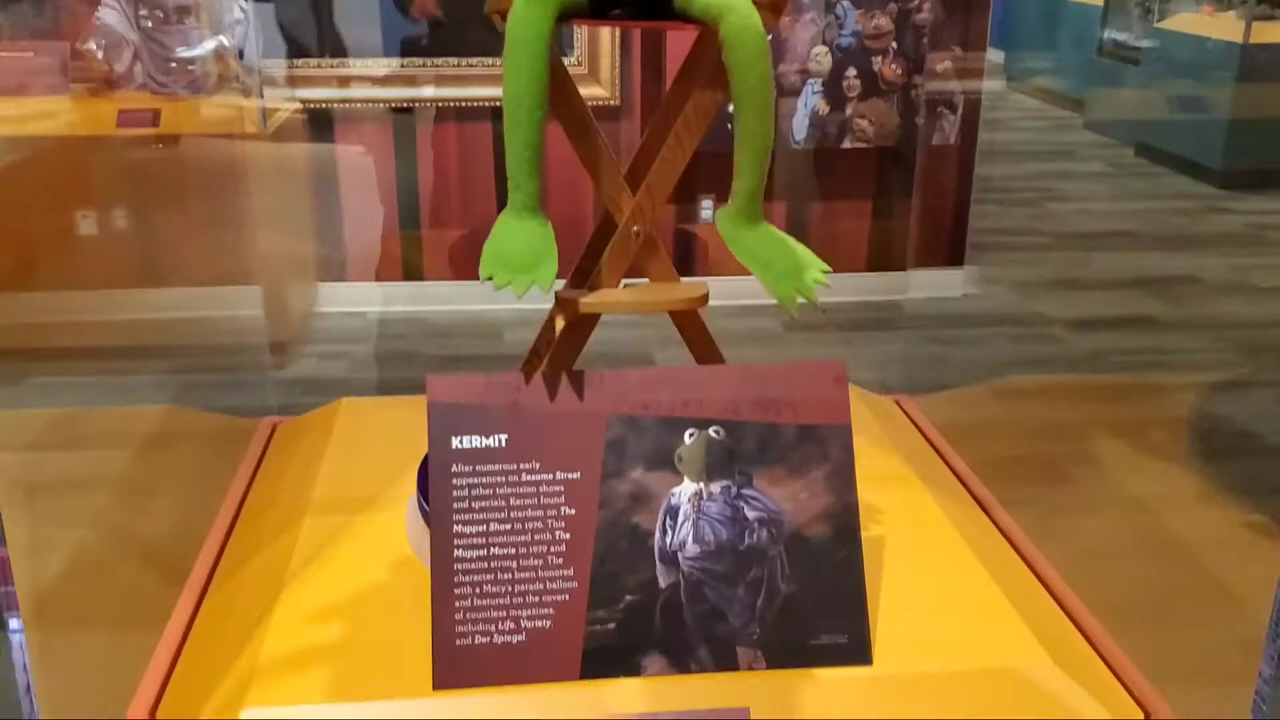 KERMIT
After numerous early
appearances on Sesame Street
and other television shows
and specials, Kermit found
international stardom on The
Muppet Show in 1976. This
success continued with The
Muppet Movie in 1979 and
remains strong today. The
character has been honored
with a Macy's parade balloon
and featured on the covers
of countless magazines,
including Life, Variety,
and Der Spiegel.